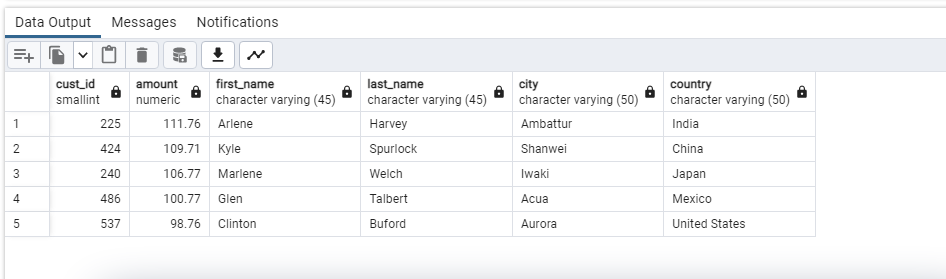 Data Output Messages Notifications
cust_id amount first_name last_name city country
smallint numeric character varying (45) character varying (45) character varying (50) character varying (50)
1 225 111.76 Arlene Harvey Ambattur India
2 424 109.71 Kyle Spurlock Shanwei China
3 240 106.77 Marlene Welch Iwaki Japan
4 486 100.77 Glen Talbert Acua Mexico
5 537 98.76 Clinton Buford Aurora United States